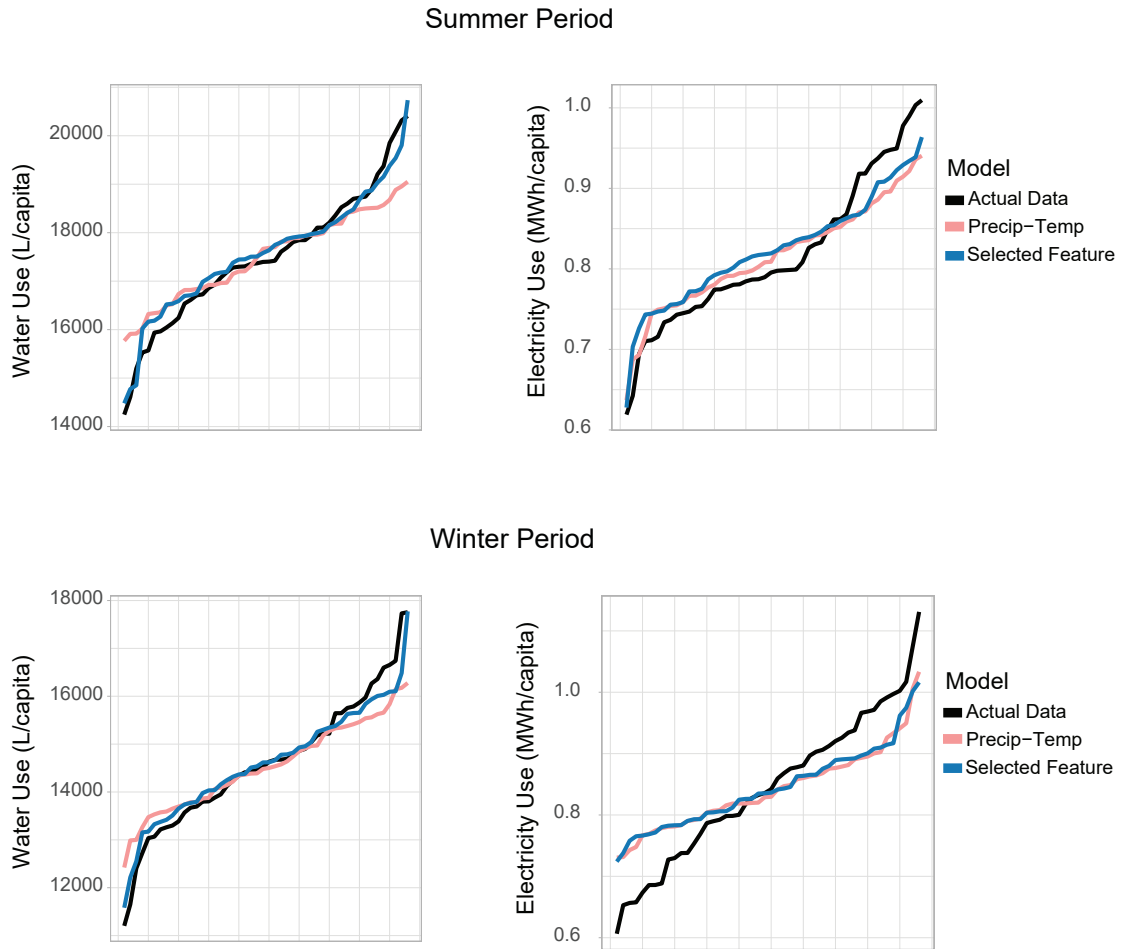 Summer Period
Water Use (L/capita)
20000
18000
16000
14000
Electricity Use (MWh/capita)
1.0
0.9
0.8
0.7
0.6
Model
Actual Data
Precip−Temp
Selected Feature
Winter Period
Water Use (L/capita)
18000
16000
14000
12000
Electricity Use (MWh/capita)
1.0
0.8
0.6
Model
Actual Data
Precip−Temp
Selected Feature